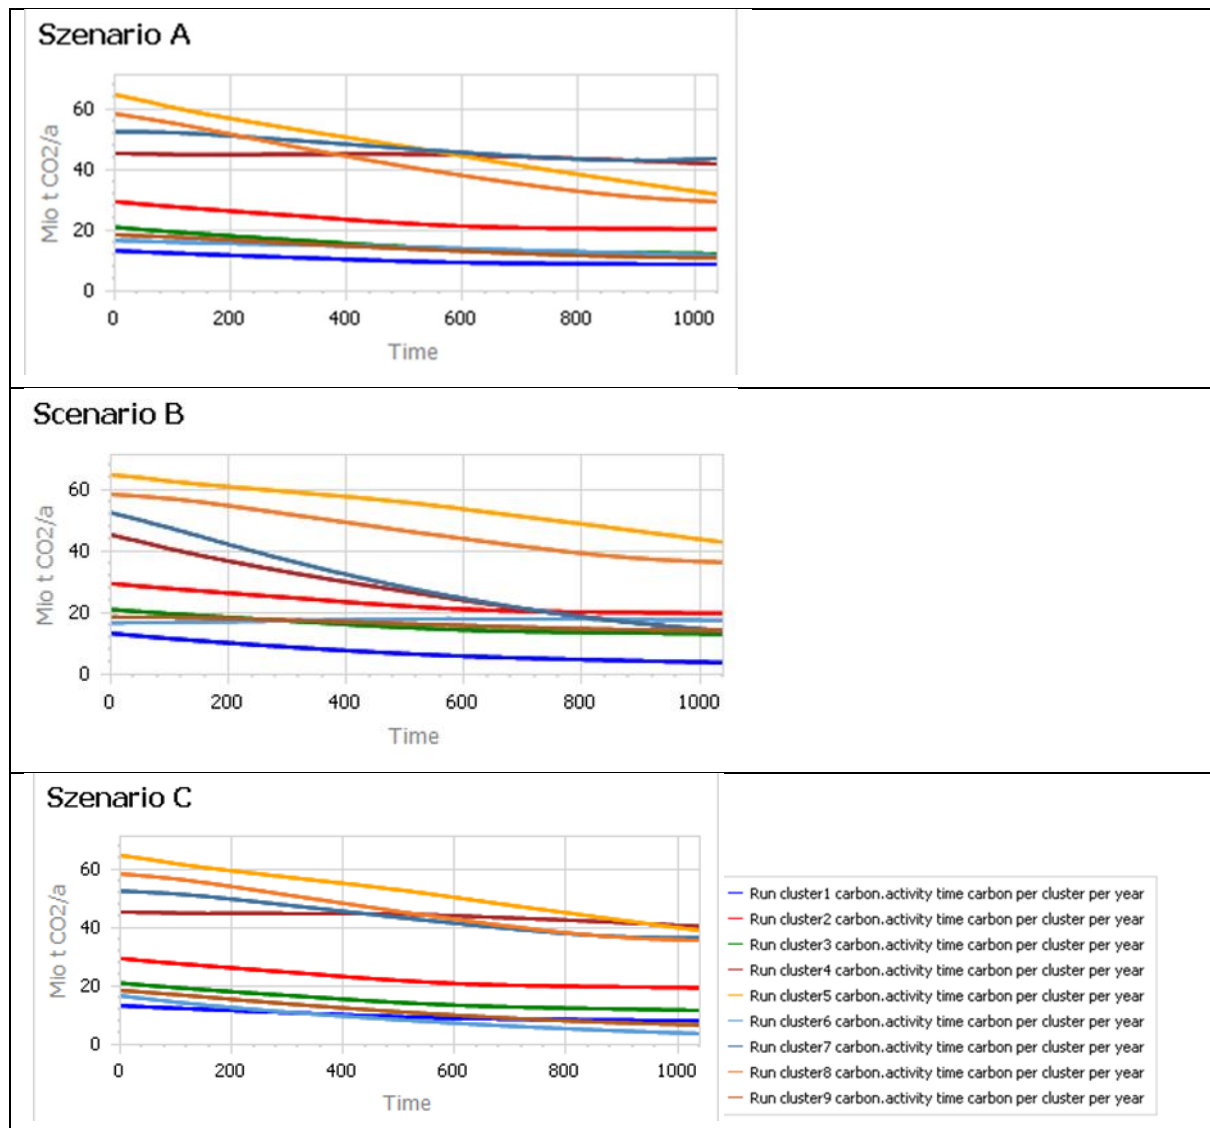 Szenario A
Mio t CO2/a
60
40
20
0
0 200 400 600 800 1000
Time
Scenario B
Mio t CO2/a
60
40
20
0
0 200 400 600 800 1000
Time
Szenario C
Mio t CO2/a
60
40
20
0
0 200 400 600 800 1000
Time
Run cluster1 carbon.activity time carbon per cluster per year
Run cluster2 carbon.activity time carbon per cluster per year
Run cluster3 carbon.activity time carbon per cluster per year
Run cluster4 carbon.activity time carbon per cluster per year
Run cluster5 carbon.activity time carbon per cluster per year
Run cluster6 carbon.activity time carbon per cluster per year
Run cluster7 carbon.activity time carbon per cluster per year
Run cluster8 carbon.activity time carbon per cluster per year
Run cluster9 carbon.activity time carbon per cluster per year